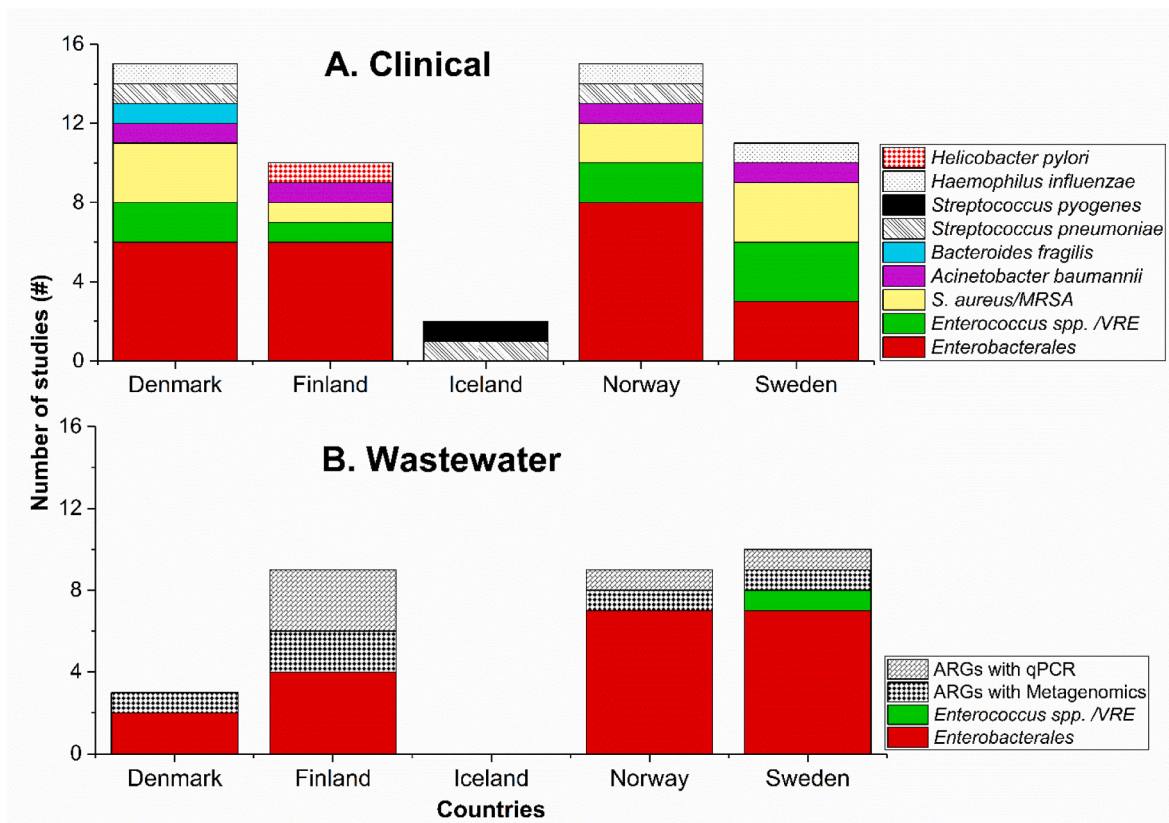 A. Clinical
16
12
8
4
0
Denmark Finland Iceland Norway Sweden
Helicobacter pylori
Haemophilus influenzae
Streptococcus pyogenes
Streptococcus pneumoniae
Bacteroides fragilis
Acinetobacter baumannii
S. aureus/MRSA
Enterococcus spp. /VRE
Enterobacterales
Number of studies (#)
B. Wastewater
16
12
8
4
0
Denmark Finland Iceland Norway Sweden
Countries
ARGs with qPCR
ARGs with Metagenomics
Enterococcus spp. /VRE
Enterobacterales